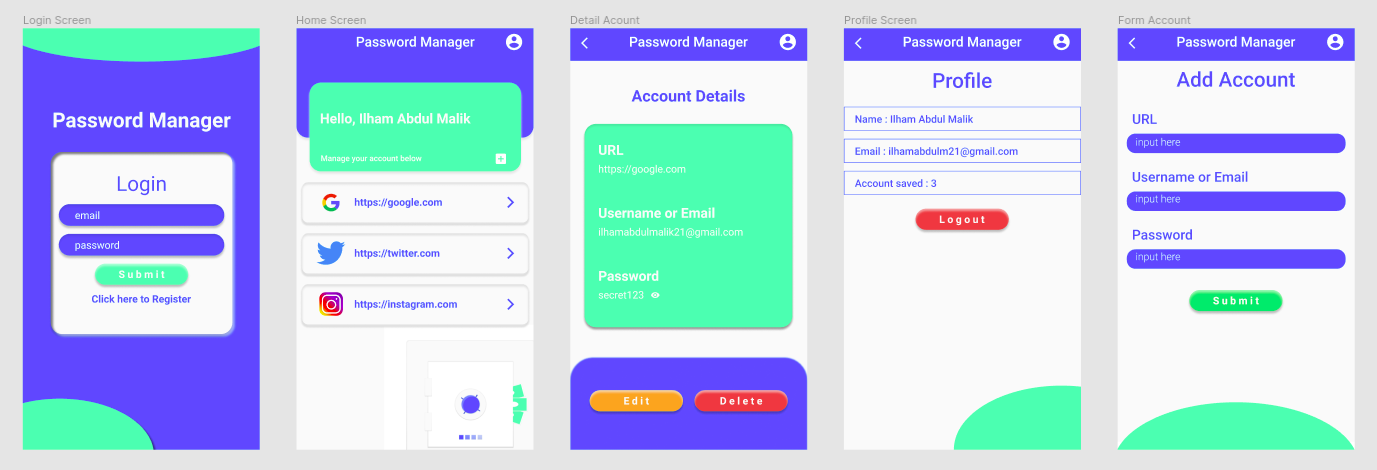 Login Screen
Password Manager
Login
email
password
Submit
Click here to Register
Home Screen
Password Manager
Hello, Ilham Abdul Malik
Manage your account below
https://google.com
https://twitter.com
https://instagram.com
Detail Acount
Password Manager
Account Details
URL
https://google.com
Username or Email
ilhamabdulmalik21@gmail.com
Password
secret123
Edit
Delete
Profile Screen
Password Manager
Profile
Name : Ilham Abdul Malik
Email : ilhamabdulm21@gmail.com
Account saved : 3
Logout
Form Account
Password Manager
Add Account
URL
input here
Username or Email
input here
Password
input here
Submit